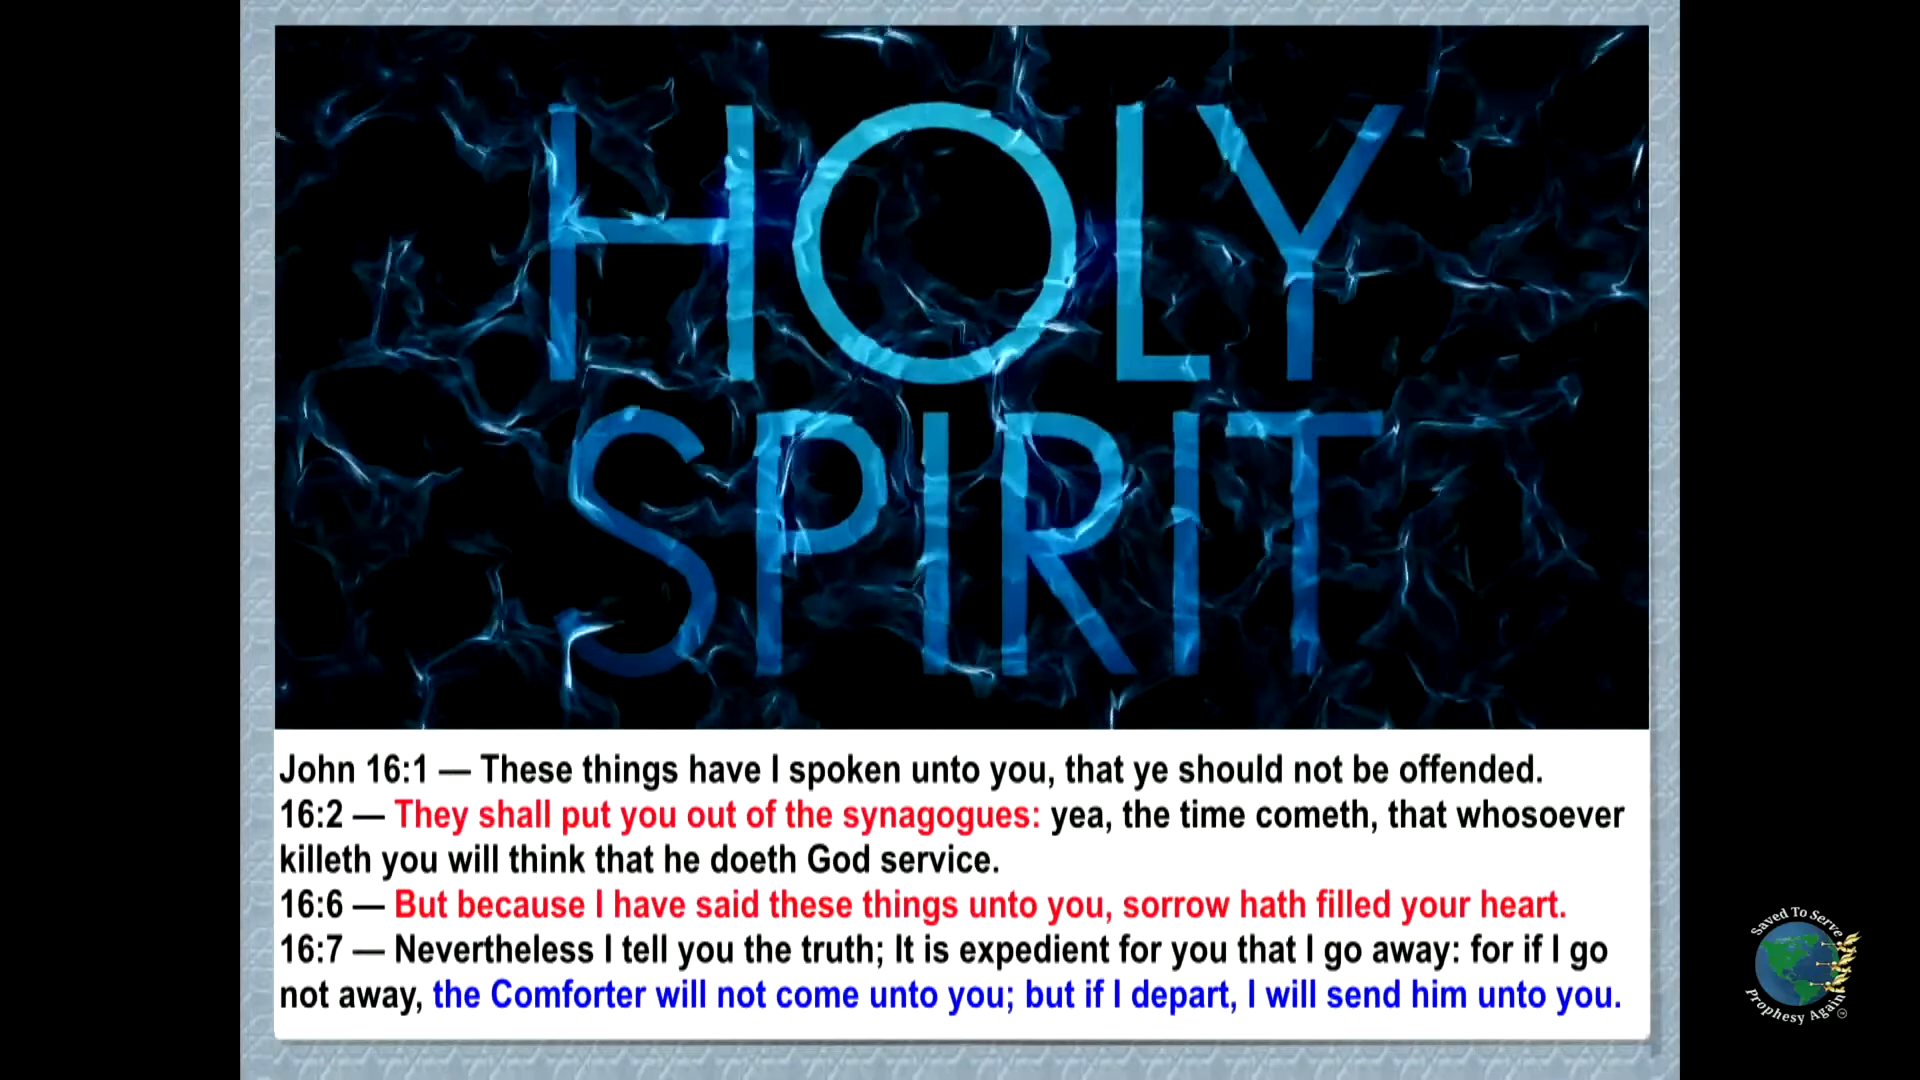 HOLY
SPIRIT
John 16:1 — These things have I spoken unto you, that ye should not be offended.
16:2 — They shall put you out of the synagogues: yea, the time cometh, that whosoever
killeth you will think that he doeth God service.
16:6 — But because I have said these things unto you, sorrow hath filled your heart.
16:7 — Nevertheless I tell you the truth; It is expedient for you that I go away: for if I go
not away, the Comforter will not come unto you; but if I depart, I will send him unto you.
Saved To Serve
Prophesy Again